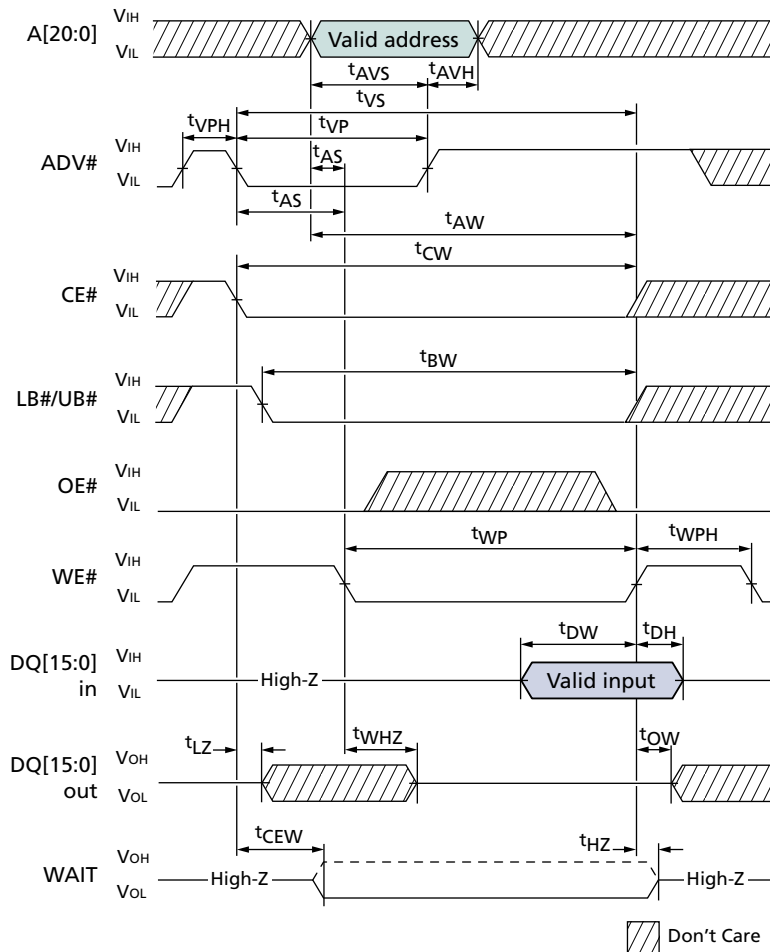 A[20:0]
VIH
VIL
Valid address
tAVS
tAVH
tVS
tVPH
tVP
ADV#
VIH
VIL
tAS
tAS
tAW
tCW
CE#
VIH
VIL
tBW
LB#/UB#
VIH
VIL
OE#
VIH
VIL
tWP
tWPH
WE#
VIH
VIL
tDW
tDH
DQ[15:0]
in
VIH
VIL
High-Z
Valid input
tLZ
tWHZ
tOW
DQ[15:0]
out
VOH
VOL
tCEW
tHZ
WAIT
VOH
VOL
High-Z
High-Z
Don't Care